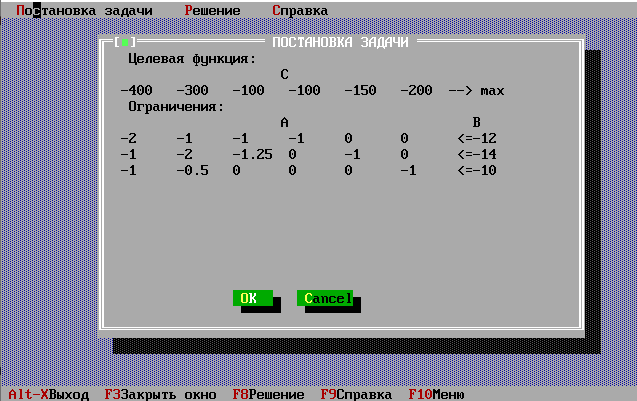 Постановка задачи Решение Справка
[■] ПОСТАНОВКА ЗАДАЧИ
Целевая функция:
C
-400 -300 -100 -100 -150 -200 --> max
Ограничения:
A B
-2 -1 -1 -1 0 0 <=-12
-1 -2 -1.25 0 -1 0 <=-14
-1 -0.5 0 0 0 -1 <=-10
OK Cancel
Alt-XВыход F3Закрыть окно F8Решение F9Справка F10Меню